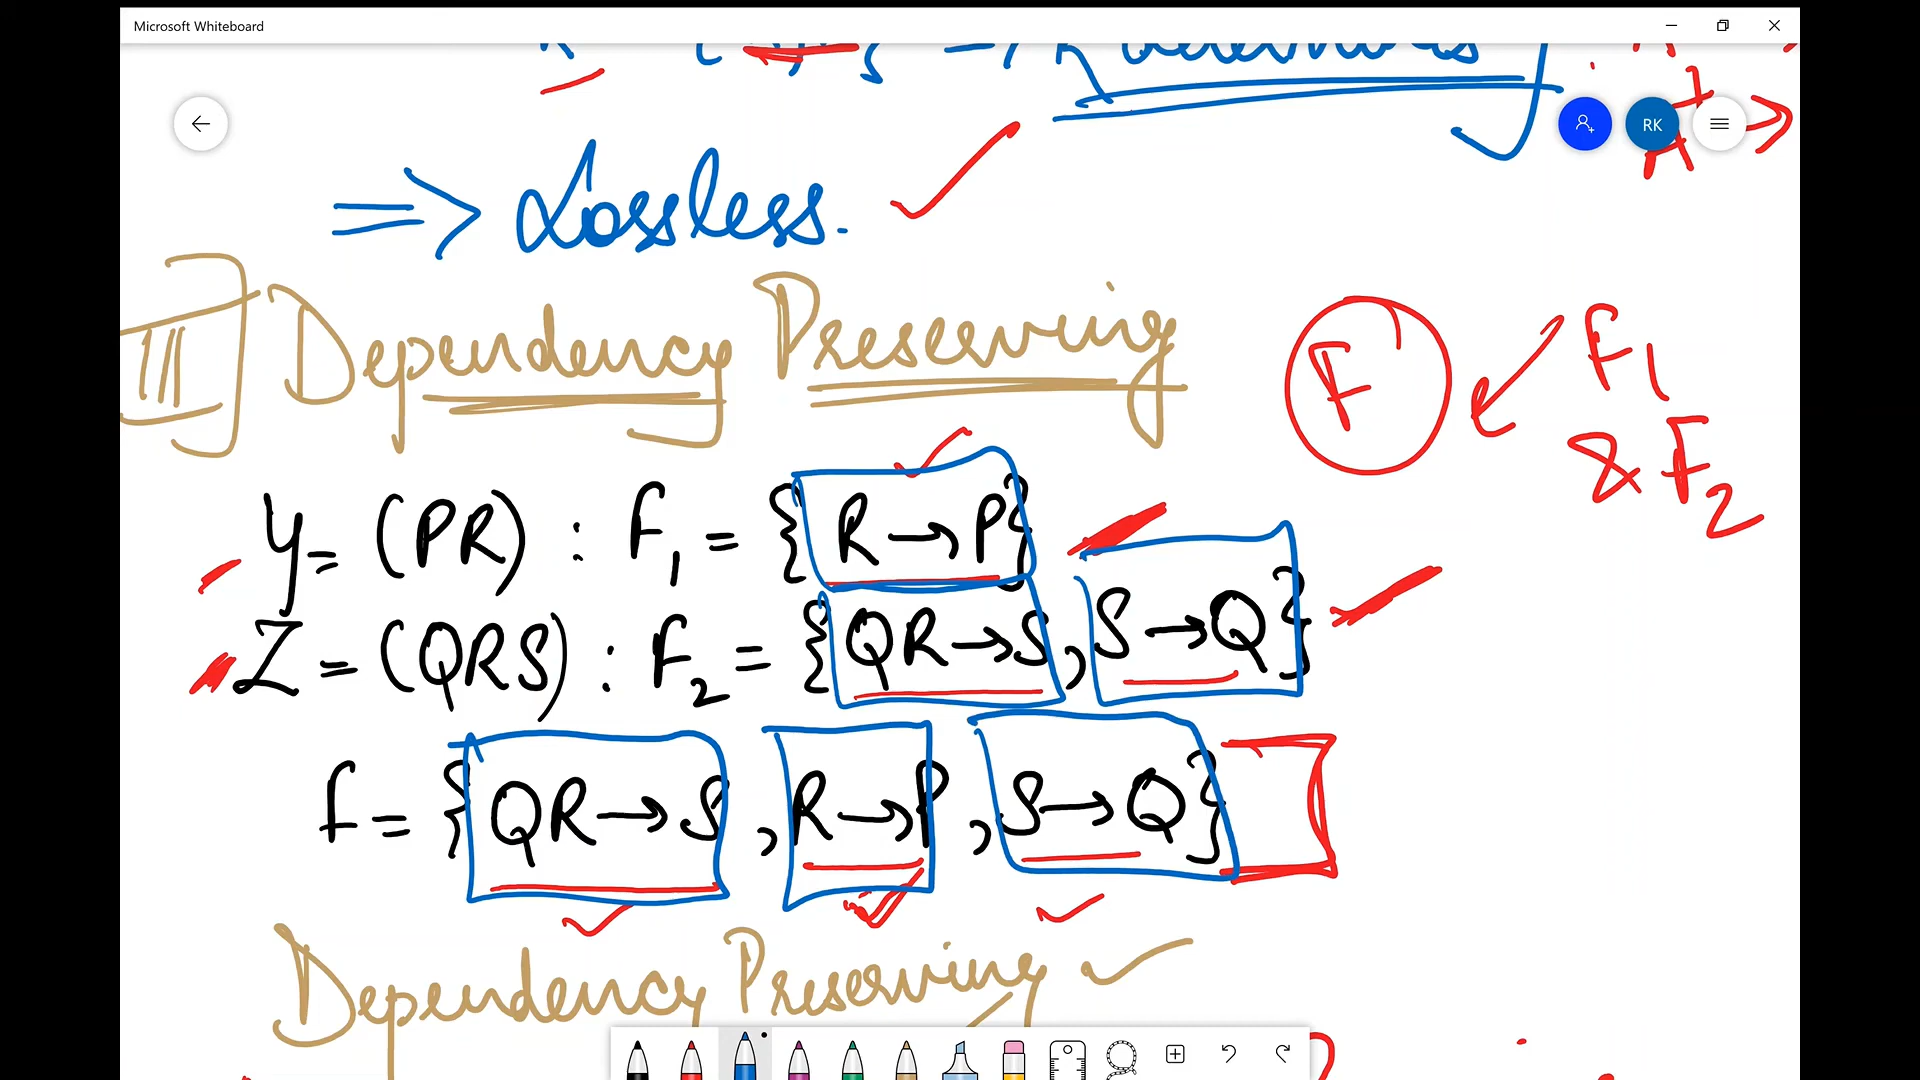 Microsoft Whiteboard
RK
=> Lossless.
III Dependency Preserving
F F1
& F2
Y = (PR) : F1 = {R → P}
Z = (QRS) : F2 = {QR → S, S → Q}
f = {QR → S, R → P, S → Q}
Dependency Preserving